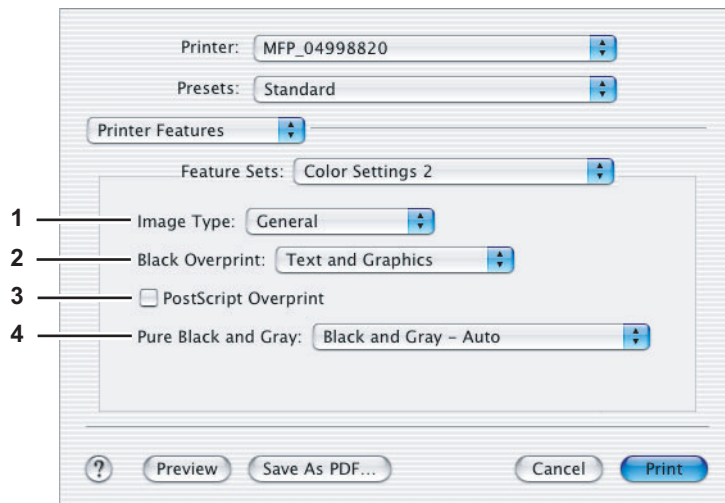 Printer: MFP_04998820
Presets: Standard
Printer Features
Feature Sets: Color Settings 2
1 Image Type: General
2 Black Overprint: Text and Graphics
3 PostScript Overprint
4 Pure Black and Gray: Black and Gray – Auto
? Preview Save As PDF... Cancel Print